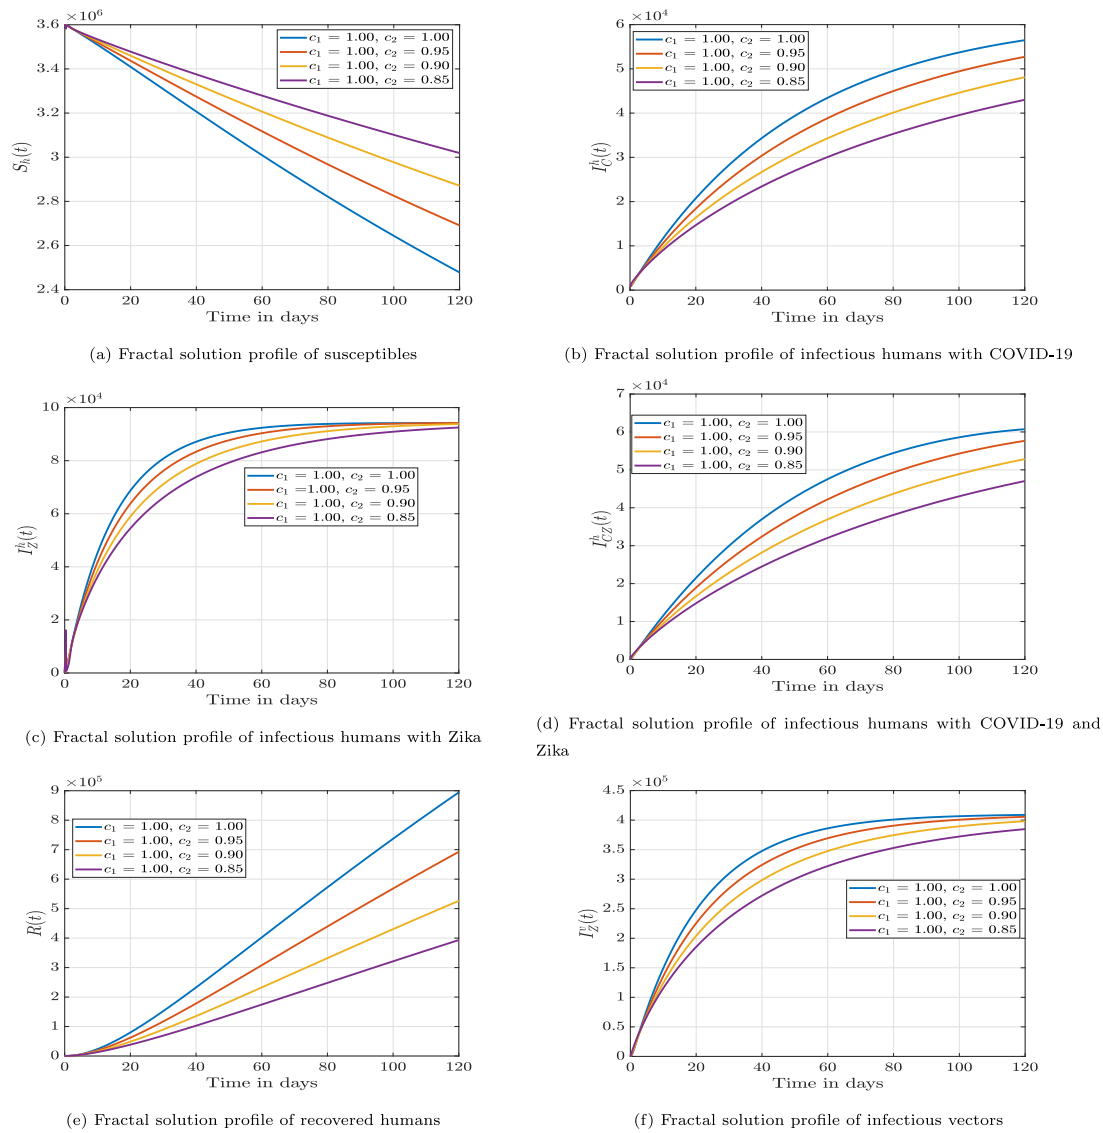 ×10⁶
3.6
3.4
3.2
3
2.8
2.6
2.4
S_h(t)
c₁ = 1.00, c₂ = 1.00
c₁ = 1.00, c₂ = 0.95
c₁ = 1.00, c₂ = 0.90
c₁ = 1.00, c₂ = 0.85
0 20 40 60 80 100 120
Time in days
(a) Fractal solution profile of susceptibles
×10⁴
6
5
4
3
2
1
0
I_C^h(t)
c₁ = 1.00, c₂ = 1.00
c₁ = 1.00, c₂ = 0.95
c₁ = 1.00, c₂ = 0.90
c₁ = 1.00, c₂ = 0.85
0 20 40 60 80 100 120
Time in days
(b) Fractal solution profile of infectious humans with COVID-19
×10⁴
10
8
6
4
2
0
I_Z^h(t)
c₁ = 1.00, c₂ = 1.00
c₁ =1.00, c₂ = 0.95
c₁ = 1.00, c₂ = 0.90
c₁ = 1.00, c₂ = 0.85
0 20 40 60 80 100 120
Time in days
(c) Fractal solution profile of infectious humans with Zika
×10⁴
7
6
5
4
3
2
1
0
I_CZ^h(t)
c₁ = 1.00, c₂ = 1.00
c₁ = 1.00, c₂ = 0.95
c₁ = 1.00, c₂ = 0.90
c₁ = 1.00, c₂ = 0.85
0 20 40 60 80 100 120
Time in days
(d) Fractal solution profile of infectious humans with COVID-19 and
Zika
×10⁵
9
8
7
6
5
4
3
2
1
0
R(t)
c₁ = 1.00, c₂ = 1.00
c₁ = 1.00, c₂ = 0.95
c₁ = 1.00, c₂ = 0.90
c₁ = 1.00, c₂ = 0.85
0 20 40 60 80 100 120
Time in days
(e) Fractal solution profile of recovered humans
×10⁵
4.5
4
3.5
3
2.5
2
1.5
1
0.5
0
I_Z^v(t)
c₁ = 1.00, c₂ = 1.00
c₁ = 1.00, c₂ = 0.95
c₁ = 1.00, c₂ = 0.90
c₁ = 1.00, c₂ = 0.85
0 20 40 60 80 100 120
Time in days
(f) Fractal solution profile of infectious vectors